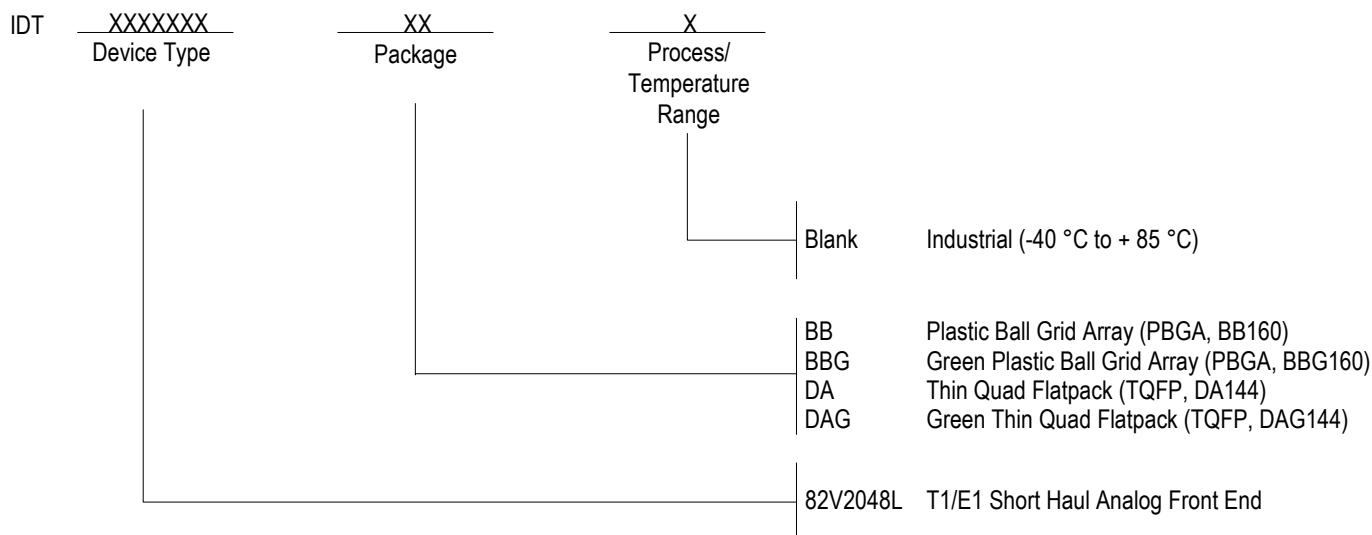 IDT XXXXXXX XX X
Device Type Package Process/
Temperature
Range
Blank Industrial (-40 °C to + 85 °C)
BB Plastic Ball Grid Array (PBGA, BB160)
BBG Green Plastic Ball Grid Array (PBGA, BBG160)
DA Thin Quad Flatpack (TQFP, DA144)
DAG Green Thin Quad Flatpack (TQFP, DAG144)
82V2048L T1/E1 Short Haul Analog Front End